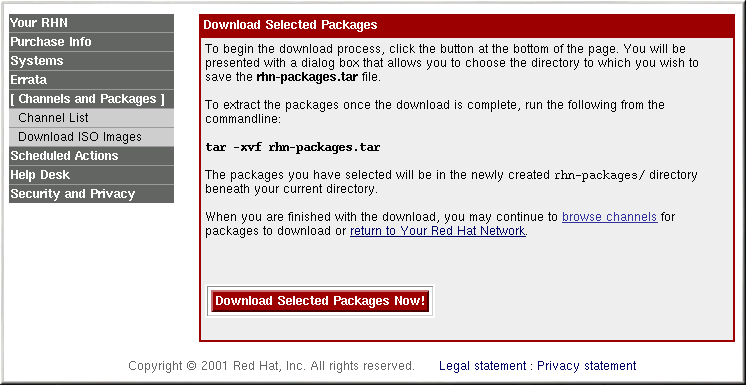 Your RHN
Purchase Info
Systems
Errata
[ Channels and Packages ]
Channel List
Download ISO Images
Scheduled Actions
Help Desk
Security and Privacy
Download Selected Packages
To begin the download process, click the button at the bottom of the page. You will be
presented with a dialog box that allows you to choose the directory to which you wish to
save the rhn-packages.tar file.
To extract the packages once the download is complete, run the following from the
commandline:
tar -xvf rhn-packages.tar
The packages you have selected will be in the newly created rhn-packages/ directory
beneath your current directory.
When you are finished with the download, you may continue to browse channels for
packages to download or return to Your Red Hat Network.
Download Selected Packages Now!
Copyright © 2001 Red Hat, Inc. All rights reserved. Legal statement : Privacy statement